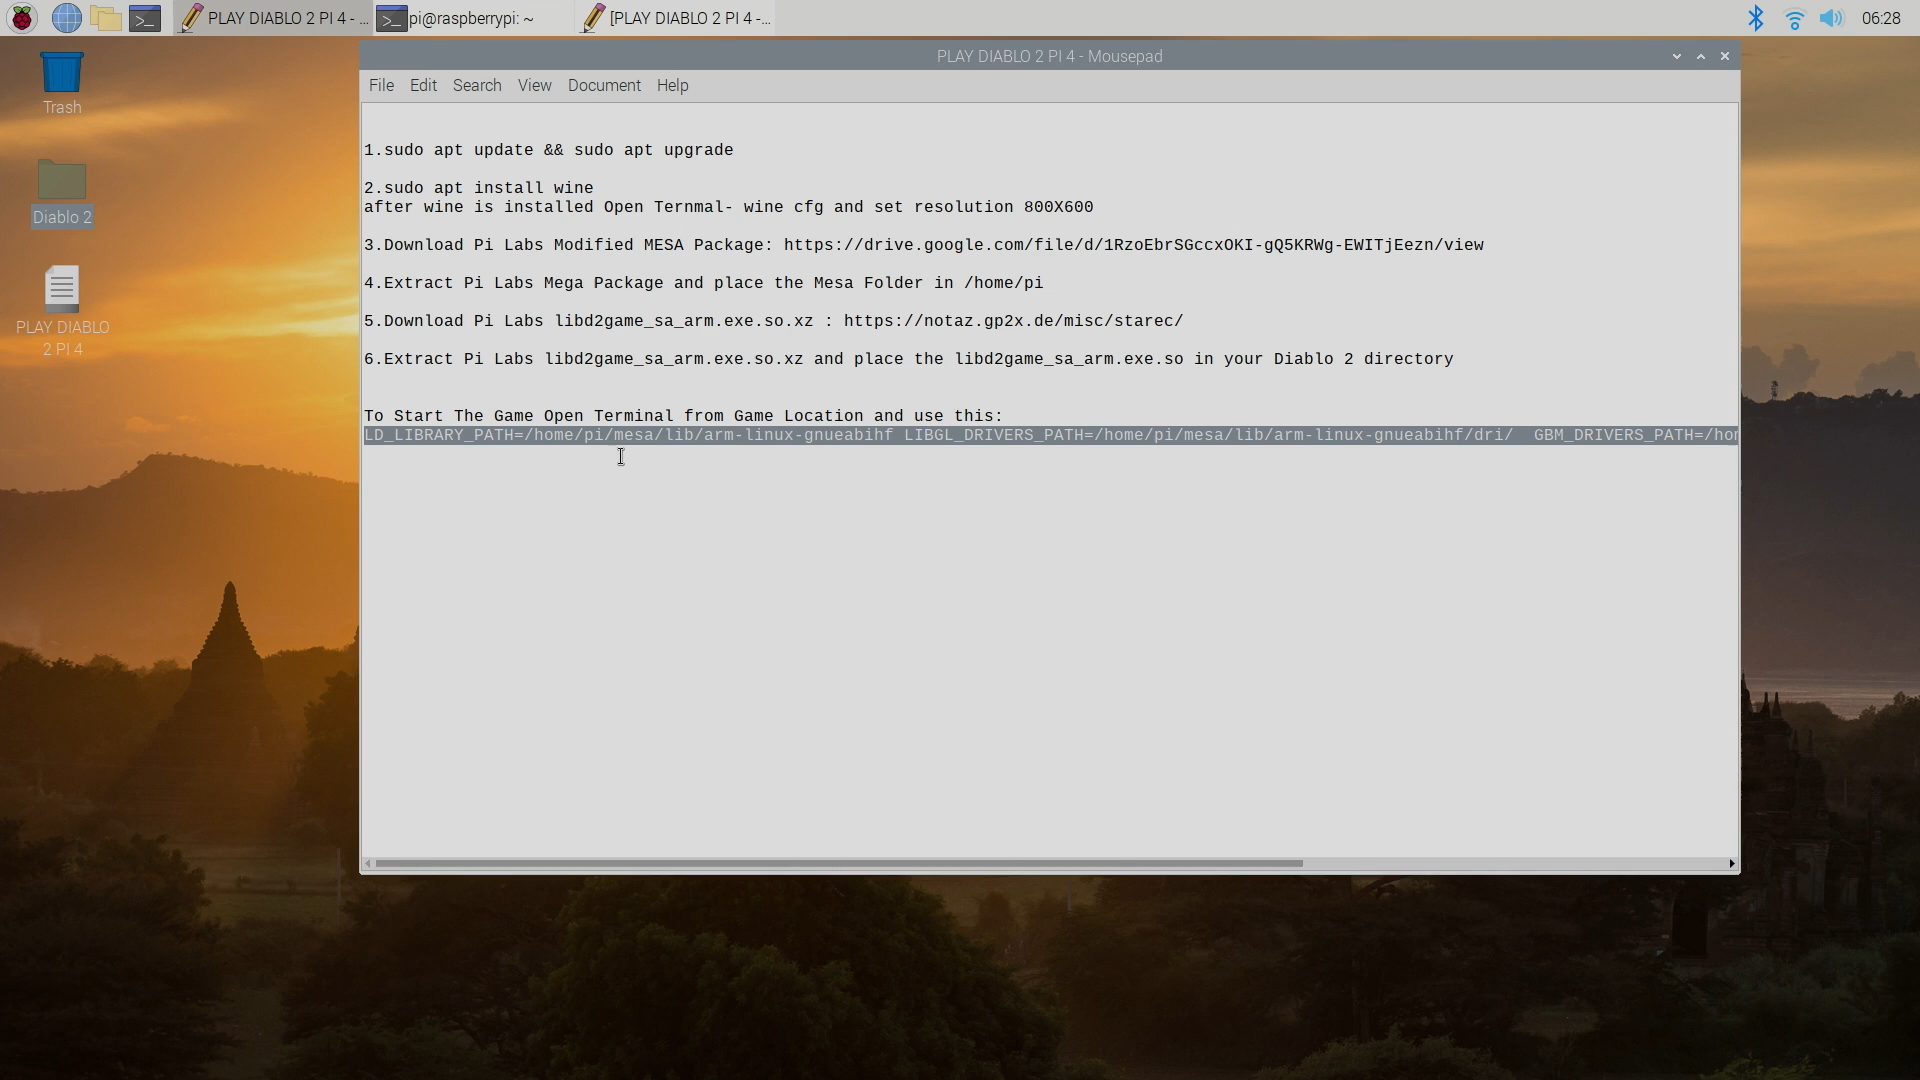 PLAY DIABLO 2 PI 4 - ...
pi@raspberrypi: ~
[PLAY DIABLO 2 PI 4 -...
06:28
Trash
Diablo 2
PLAY DIABLO
2 PI 4
PLAY DIABLO 2 PI 4 - Mousepad
File Edit Search View Document Help
1.sudo apt update && sudo apt upgrade
2.sudo apt install wine
after wine is installed Open Ternmal- wine cfg and set resolution 800X600
3.Download Pi Labs Modified MESA Package: https://drive.google.com/file/d/1RzoEbrSGccxOKI-gQ5KRWg-EWITjEezn/view
4.Extract Pi Labs Mega Package and place the Mesa Folder in /home/pi
5.Download Pi Labs libd2game_sa_arm.exe.so.xz : https://notaz.gp2x.de/misc/starec/
6.Extract Pi Labs libd2game_sa_arm.exe.so.xz and place the libd2game_sa_arm.exe.so in your Diablo 2 directory
To Start The Game Open Terminal from Game Location and use this:
LD_LIBRARY_PATH=/home/pi/mesa/lib/arm-linux-gnueabihf LIBGL_DRIVERS_PATH=/home/pi/mesa/lib/arm-linux-gnueabihf/dri/  GBM_DRIVERS_PATH=/hom